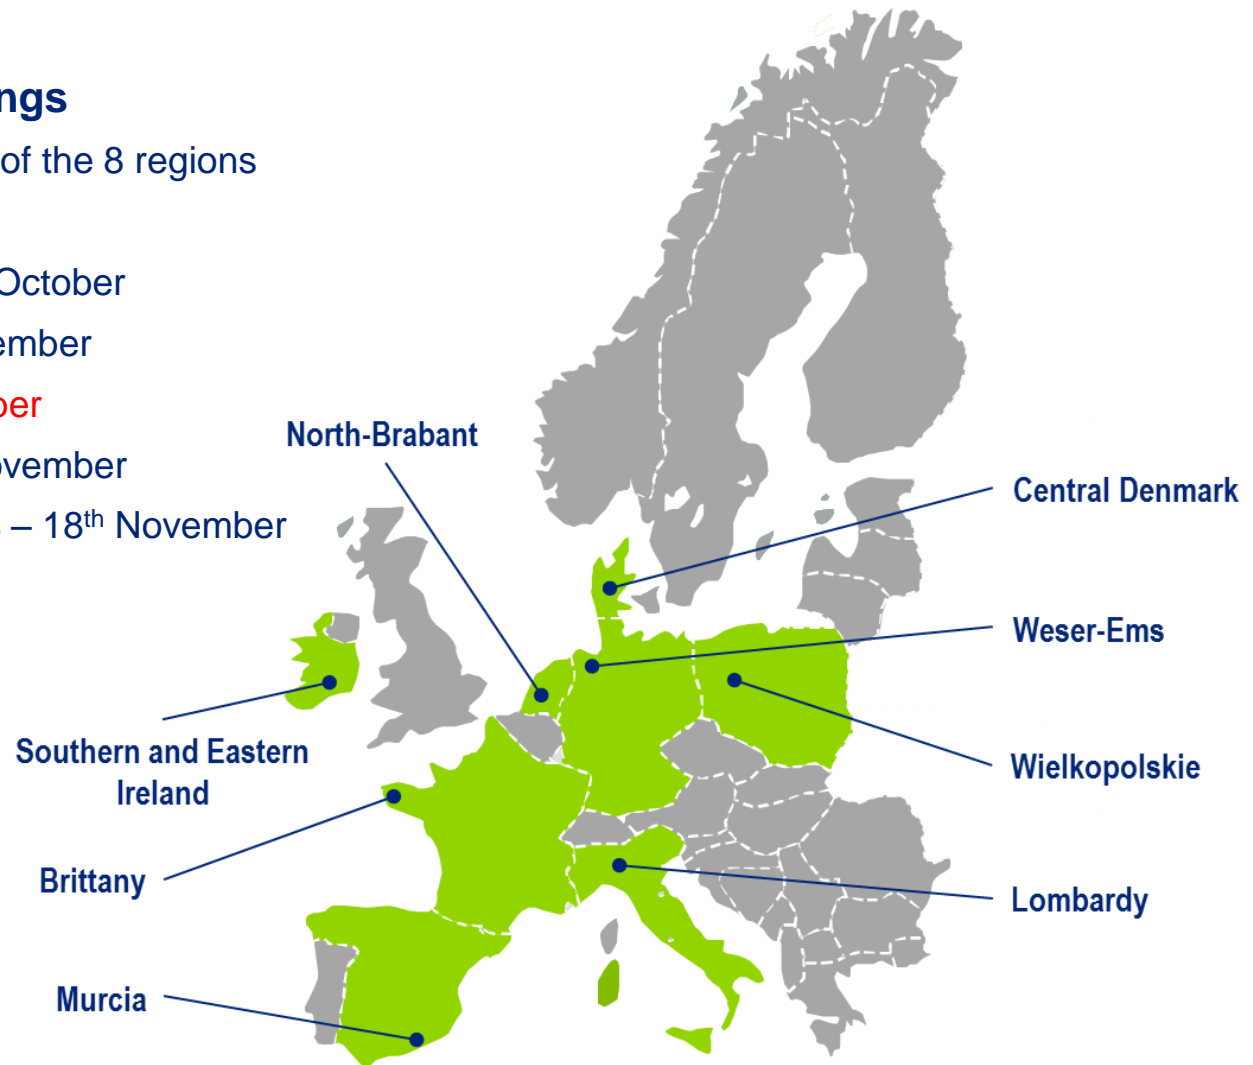 ngs
of the 8 regions
October
ember
ber
ovember
– 18th November
North-Brabant
Central Denmark
Weser-Ems
Southern and Eastern
Ireland
Wielkopolskie
Brittany
Lombardy
Murcia